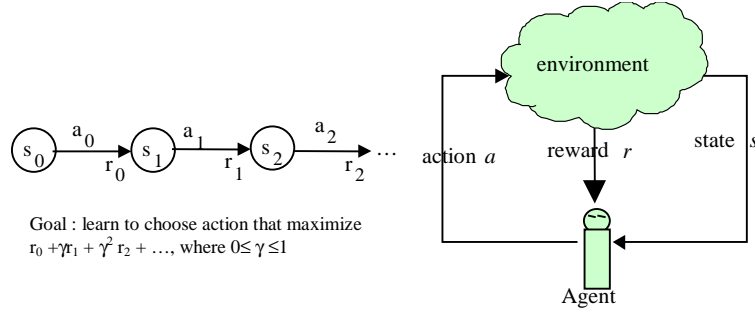 a₀ a₁ a₂
s₀ s₁ s₂ …
r₀ r₁ r₂
Goal : learn to choose action that maximize
r₀ +γr₁ + γ² r₂ + …, where 0≤ γ ≤1
environment
action a
reward r
state s
Agent